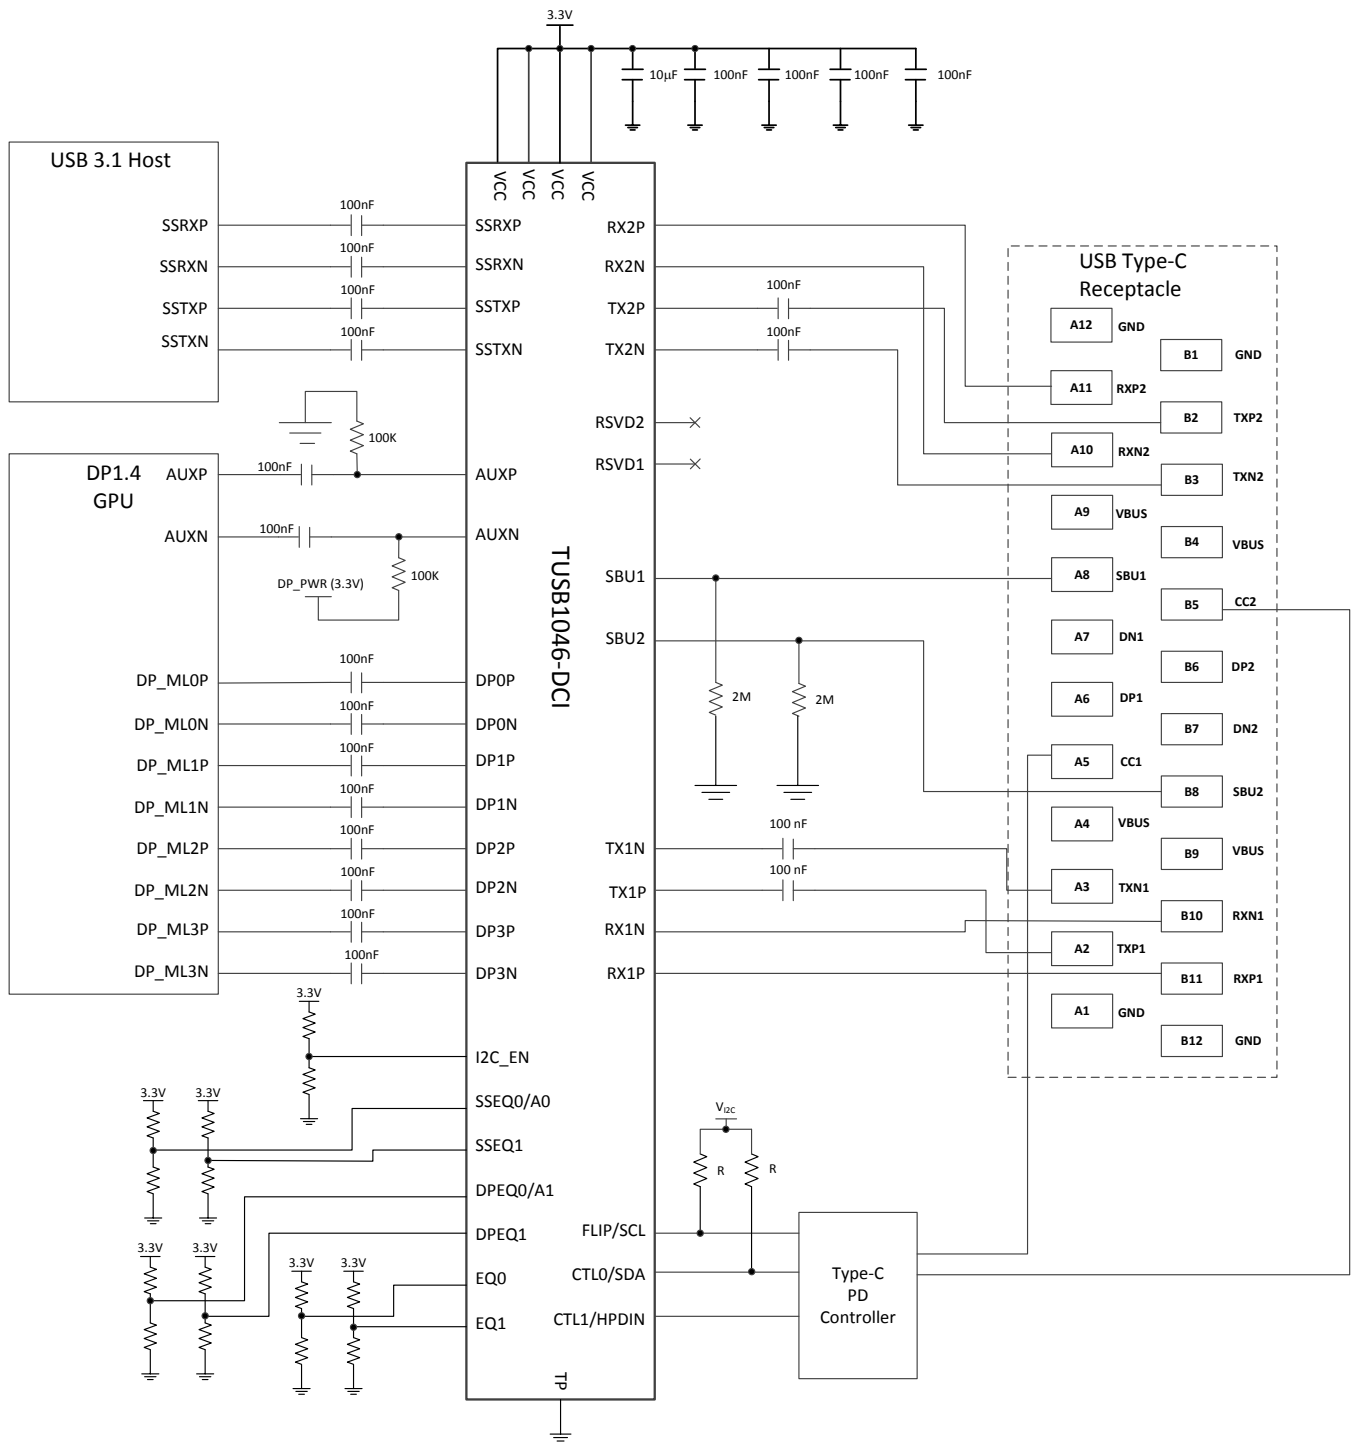 3.3V
10µF
100nF
100nF
100nF
100nF
USB 3.1 Host
SSRXP
SSRXN
SSTXP
SSTXN
100nF
100nF
100nF
100nF
VCC
VCC
VCC
VCC
SSRXP
SSRXN
SSTXP
SSTXN
RX2P
RX2N
TX2P
TX2N
100nF
100nF
RSVD2
RSVD1
100K
DP1.4
GPU
AUXP
AUXN
100nF
100nF
AUXP
AUXN
100K
DP_PWR (3.3V)
TUSB1046-DCI
SBU1
SBU2
2M
2M
DP_ML0P
DP_ML0N
DP_ML1P
DP_ML1N
DP_ML2P
DP_ML2N
DP_ML3P
DP_ML3N
100nF
100nF
100nF
100nF
100nF
100nF
100nF
100nF
DP0P
DP0N
DP1P
DP1N
DP2P
DP2N
DP3P
DP3N
TX1N
TX1P
RX1N
RX1P
100 nF
100 nF
USB Type-C
Receptacle
A12 GND
B1 GND
A11 RXP2
B2 TXP2
A10 RXN2
B3 TXN2
A9 VBUS
B4 VBUS
A8 SBU1
B5 CC2
A7 DN1
B6 DP2
A6 DP1
B7 DN2
A5 CC1
B8 SBU2
A4 VBUS
B9 VBUS
A3 TXN1
B10 RXN1
A2 TXP1
B11 RXP1
A1 GND
B12 GND
3.3V
I2C_EN
3.3V
3.3V
SSEQ0/A0
SSEQ1
DPEQ0/A1
DPEQ1
3.3V
3.3V
3.3V
3.3V
EQ0
EQ1
VI2C
R
R
FLIP/SCL
CTL0/SDA
CTL1/HPDIN
Type-C
PD
Controller
TP